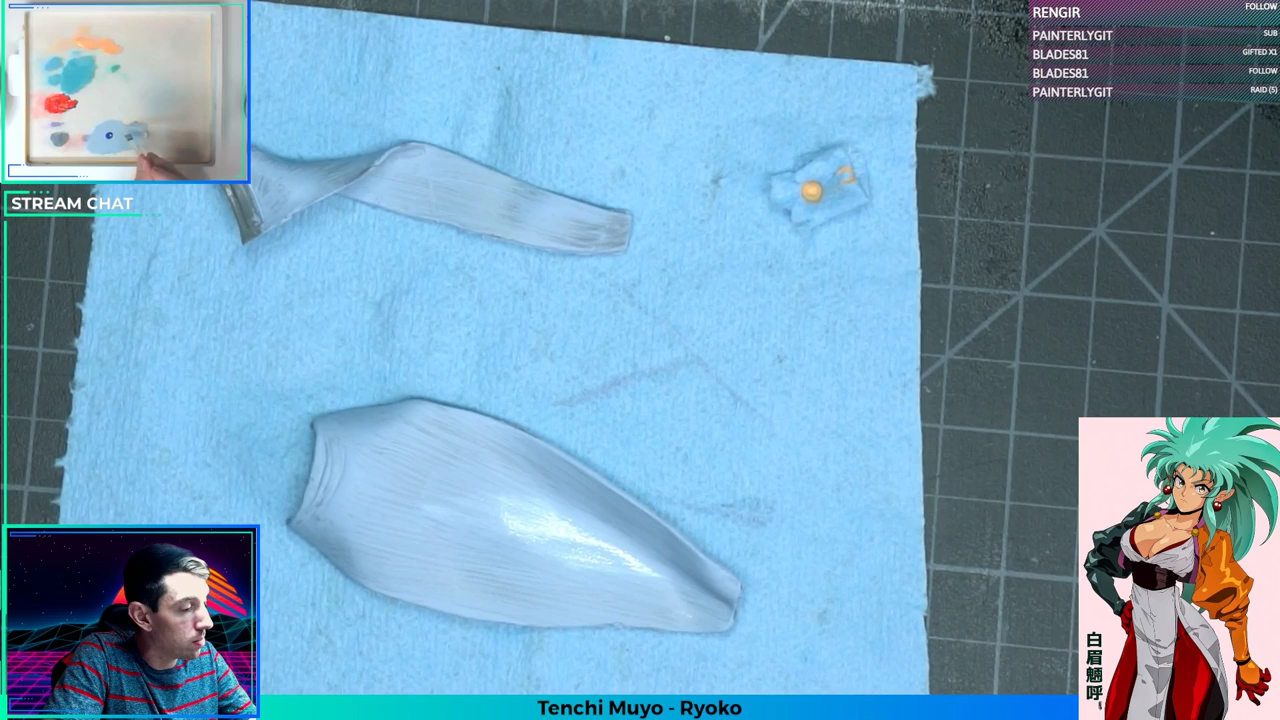 RENGIR FOLLOW
PAINTERLYGIT SUB
BLADES81 GIFTED X1
BLADES81 FOLLOW
PAINTERLYGIT RAID (5)
STREAM CHAT
白眉魎呼
Tenchi Muyo - Ryoko